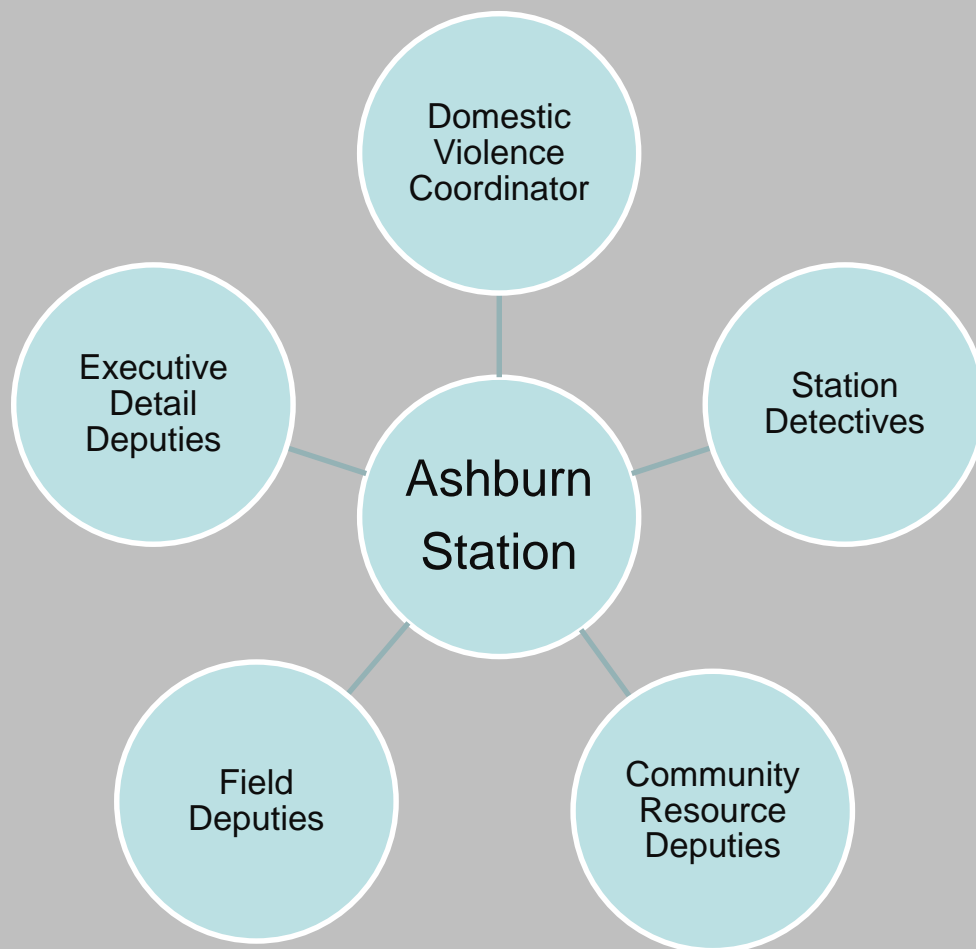 Domestic
Violence
Coordinator
Executive
Detail
Deputies
Station
Detectives
Ashburn
Station
Field
Deputies
Community
Resource
Deputies